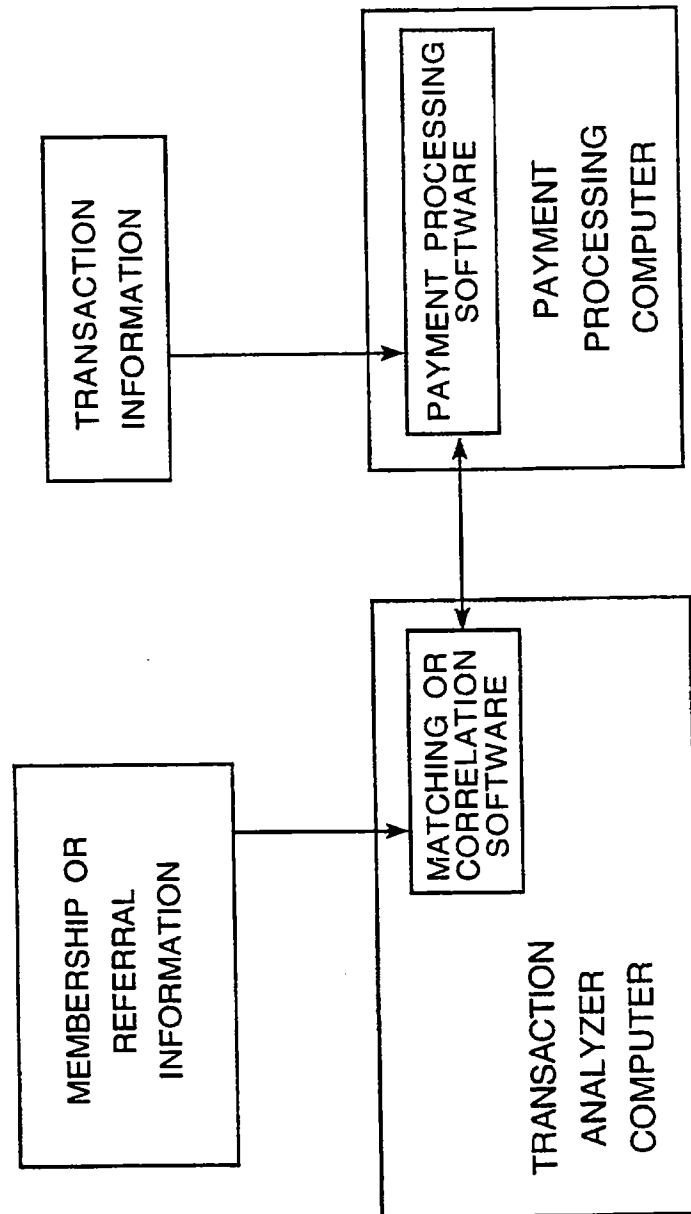 MEMBERSHIP OR
REFERRAL
INFORMATION
TRANSACTION
INFORMATION
MATCHING OR
CORRELATION
SOFTWARE
TRANSACTION
ANALYZER
COMPUTER
PAYMENT PROCESSING
SOFTWARE
PAYMENT
PROCESSING
COMPUTER